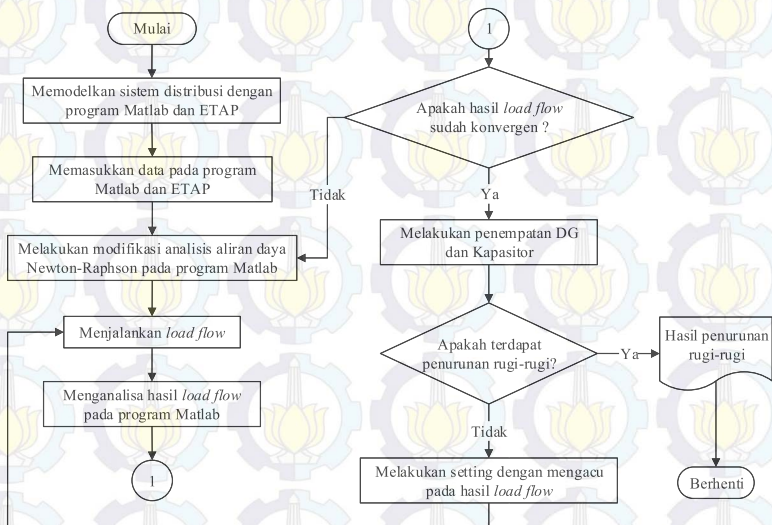 Mulai
Memodelkan sistem distribusi dengan
program Matlab dan ETAP
Memasukkan data pada program
Matlab dan ETAP
Melakukan modifikasi analisis aliran daya
Newton-Raphson pada program Matlab
Menjalankan load flow
Menganalisa hasil load flow
pada program Matlab
1
1
Apakah hasil load flow
sudah konvergen ?
Tidak
Ya
Melakukan penempatan DG
dan Kapasitor
Apakah terdapat
penurunan rugi-rugi?
Ya
Hasil penurunan
rugi-rugi
Tidak
Melakukan setting dengan mengacu
pada hasil load flow
Berhenti